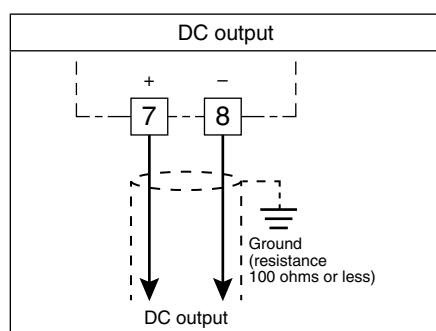 DC output
+ −
7 8
Ground
(resistance
100 ohms or less)
DC output